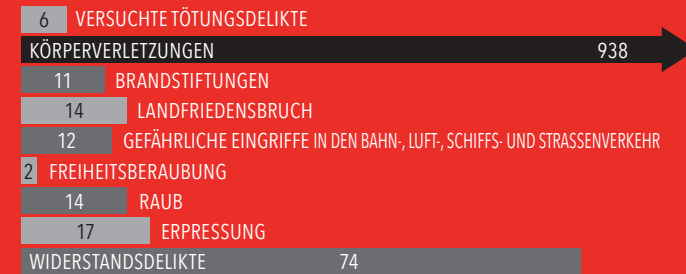 6 VERSUCHTE TÖTUNGSDELIKTE
KÖRPERVERLETZUNGEN 938
11 BRANDSTIFTUNGEN
14 LANDFRIEDENSBRUCH
12 GEFÄHRLICHE EINGRIFFE IN DEN BAHN-, LUFT-, SCHIFFS- UND STRASSENVERKEHR
2 FREIHEITSBERAUBUNG
14 RAUB
17 ERPRESSUNG
WIDERSTANDSDELIKTE 74